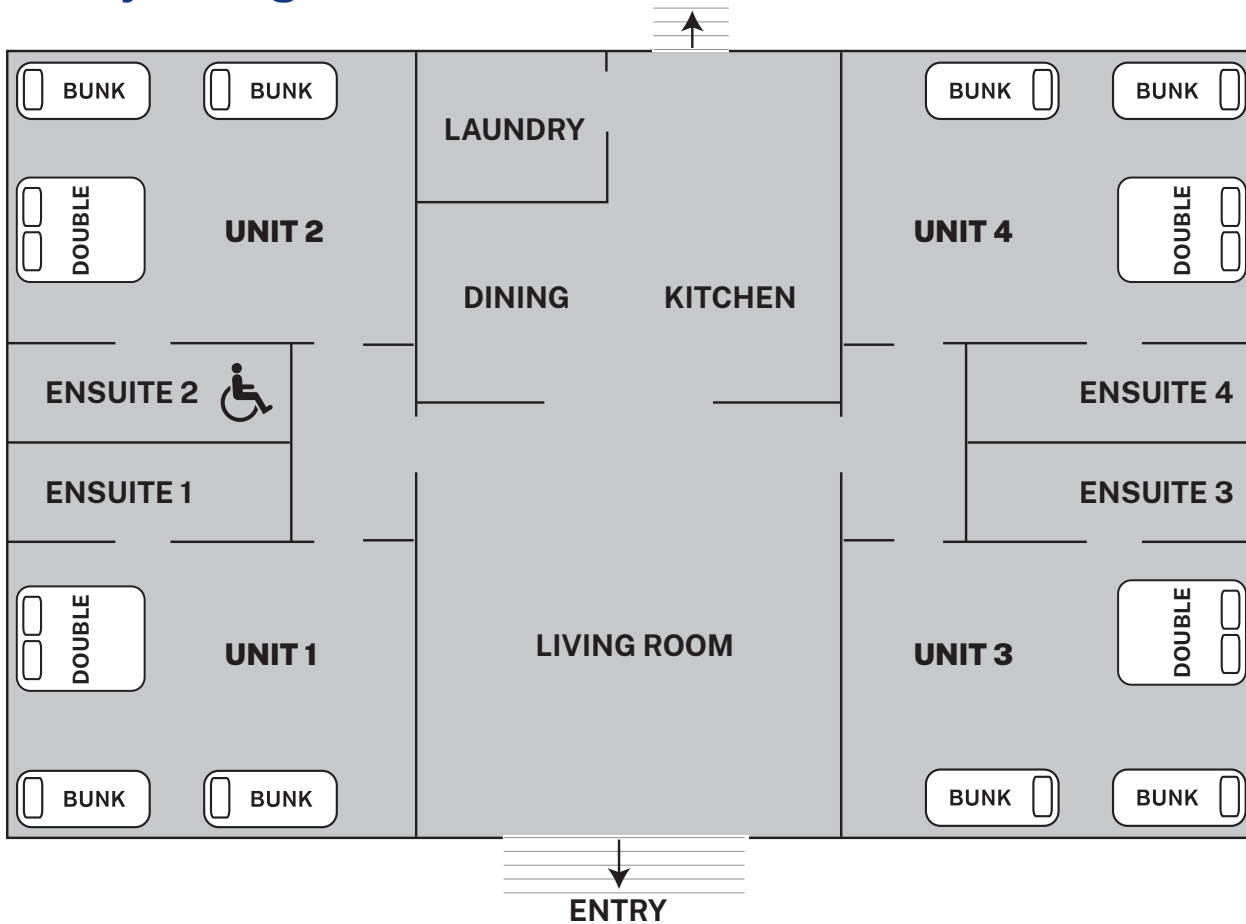 BUNK
BUNK
BUNK
BUNK
LAUNDRY
DOUBLE
UNIT 2
UNIT 4
DOUBLE
DINING
KITCHEN
ENSUITE 2
ENSUITE 4
ENSUITE 1
ENSUITE 3
DOUBLE
UNIT 1
LIVING ROOM
UNIT 3
DOUBLE
BUNK
BUNK
BUNK
BUNK
ENTRY